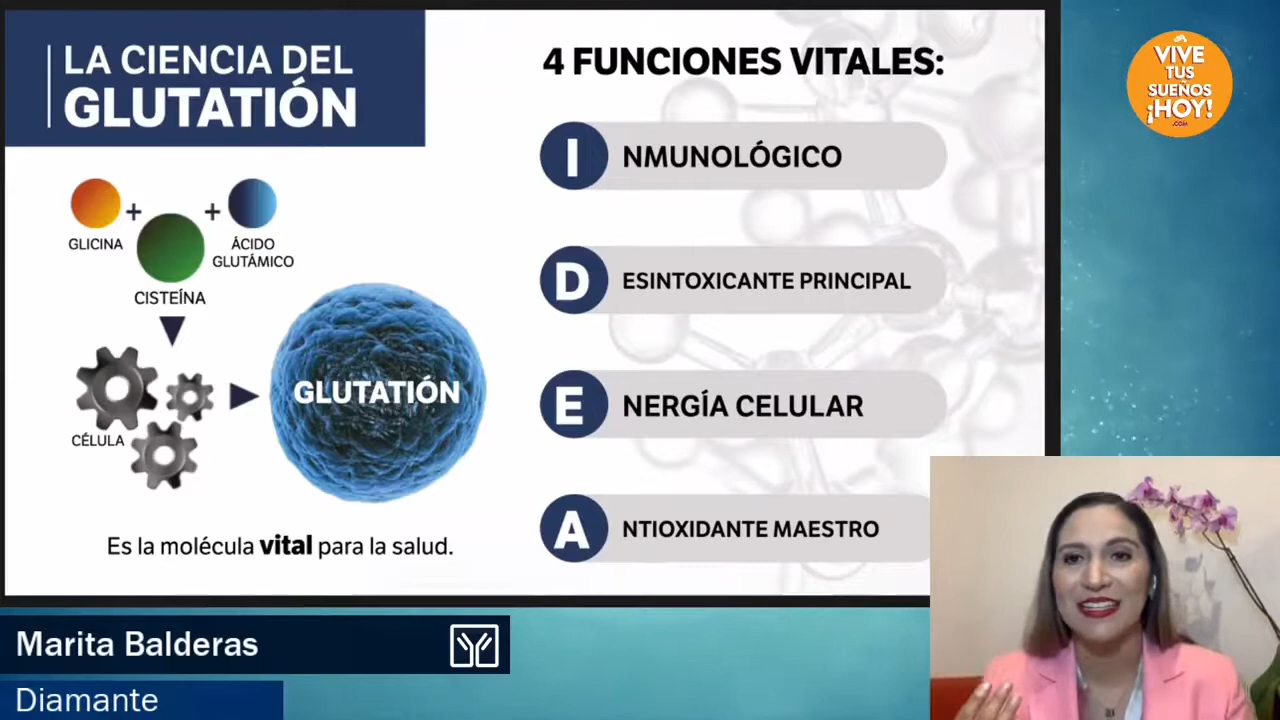 LA CIENCIA DEL
GLUTATIÓN
+
+
GLICINA
ÁCIDO
GLUTÁMICO
CISTEÍNA
CÉLULA
GLUTATIÓN
Es la molécula vital para la salud.
4 FUNCIONES VITALES:
I NMUNOLÓGICO
D ESINTOXICANTE PRINCIPAL
E NERGÍA CELULAR
A NTIOXIDANTE MAESTRO
VIVE
TUS
SUEÑOS
¡HOY!
.COM
Marita Balderas
Diamante